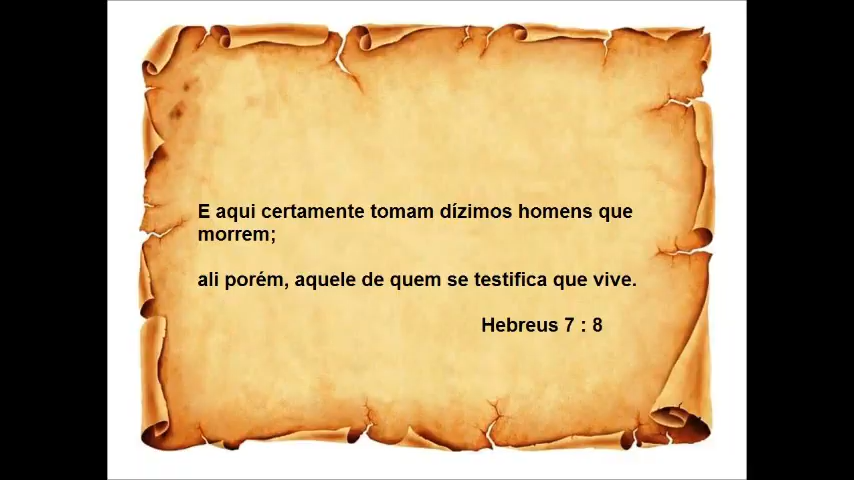 E aqui certamente tomam dízimos homens que
morrem;
ali porém, aquele de quem se testifica que vive.
Hebreus 7 : 8